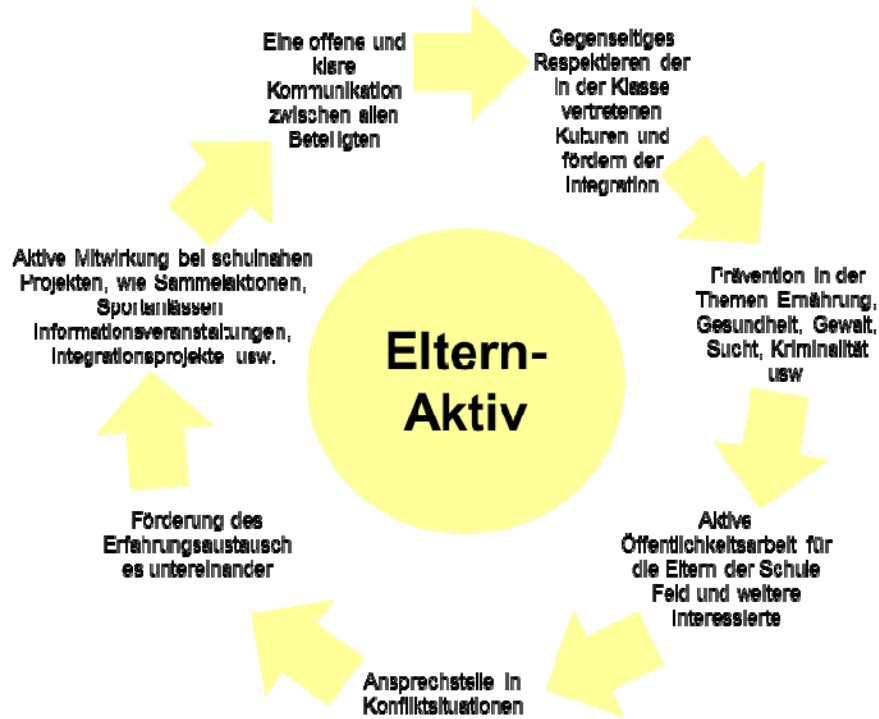 Eine offene und
klare
Kommunikation
zwischen allen
Beteiligten
Gegenseitiges
Respektieren der
in der Klasse
vertretenen
Kulturen und
fördern der
Integration
Prävention in der
Themen Ernährung,
Gesundheit, Gewalt,
Sucht, Kriminalität
usw
Aktive
Öffentlichkeitsarbeit für
die Eltern der Schule
Feld und weitere
Interessierte
Ansprechstelle in
Konfliktsituationen
Förderung des
Erfahrungsaustausch
es untereinander
Aktive Mitwirkung bei schulnahen
Projekten, wie Sammelaktionen,
Sportanlässen
Informationsveranstaltungen,
Integrationsprojekte usw.
Eltern-
Aktiv